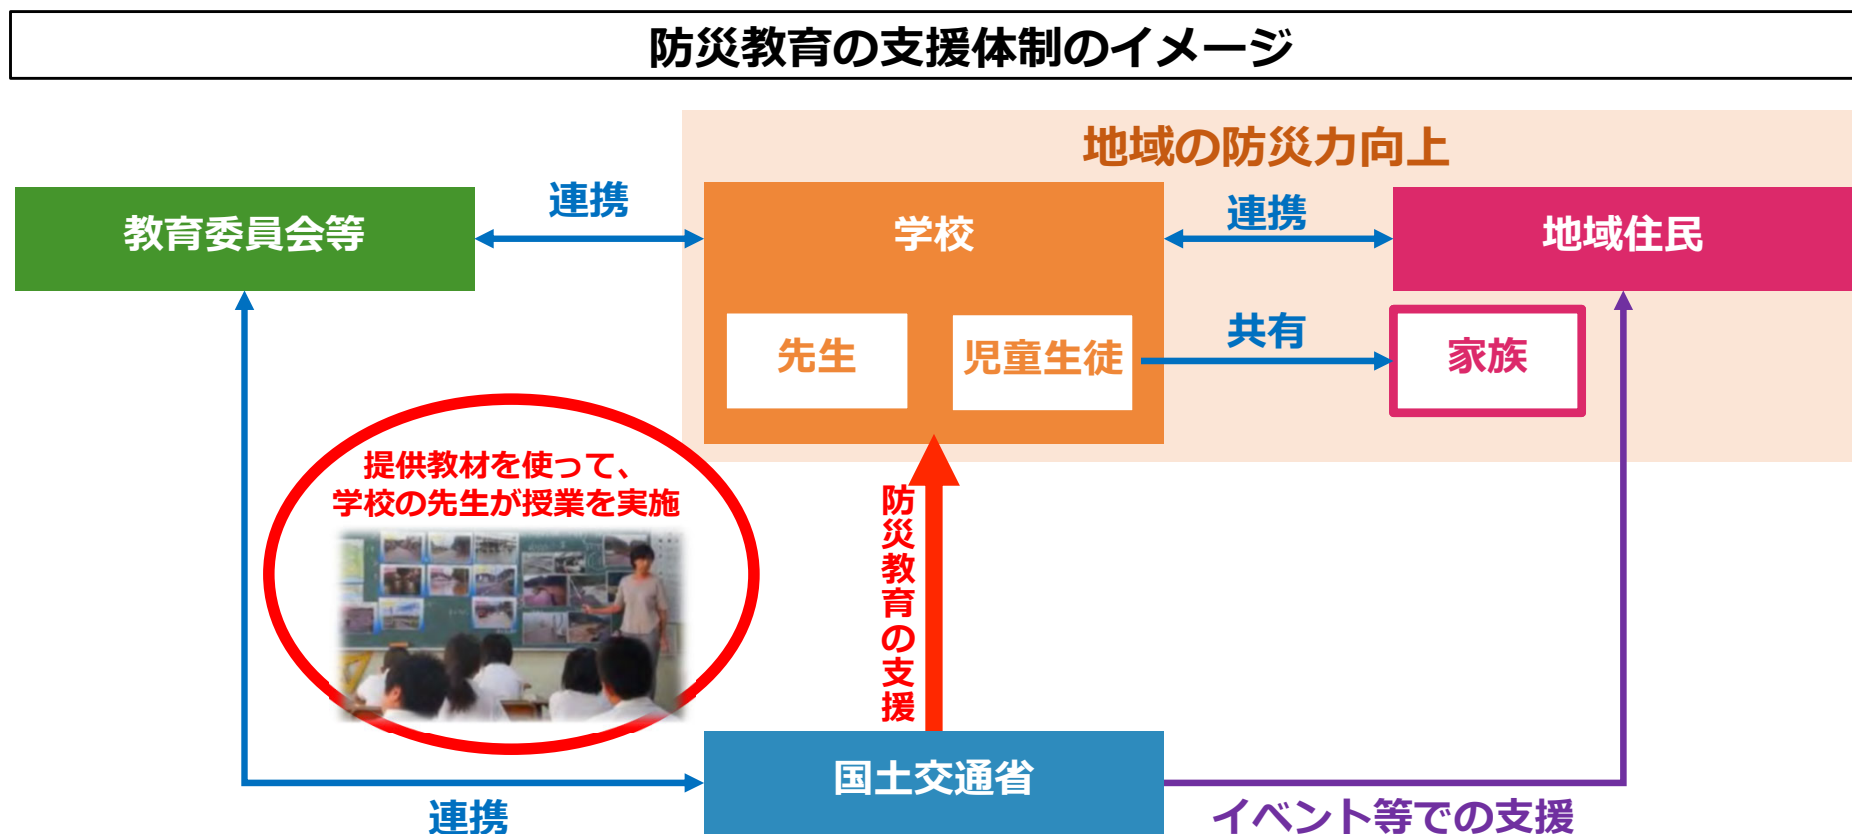 防災教育の支援体制のイメージ
地域の防災力向上
教育委員会等
連携
学校
連携
地域住民
先生
児童生徒
共有
家族
提供教材を使って、
学校の先生が授業を実施
防災教育の支援
国土交通省
連携
イベント等での支援